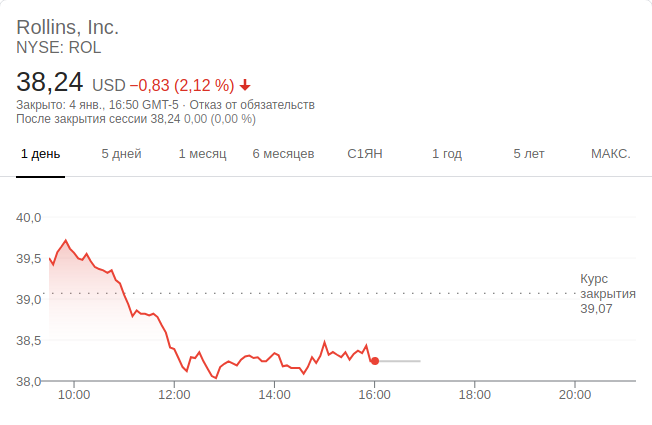 Rollins, Inc.
NYSE: ROL
38,24 USD −0,83 (2,12 %)
Закрыто: 4 янв., 16:50 GMT-5 · Отказ от обязательств
После закрытия сессии 38,24 0,00 (0,00 %)
1 день 5 дней 1 месяц 6 месяцев С1ЯН 1 год 5 лет МАКС.
40,0
39,5
39,0
38,5
38,0
Курс
закрытия
39,07
10:00 12:00 14:00 16:00 18:00 20:00